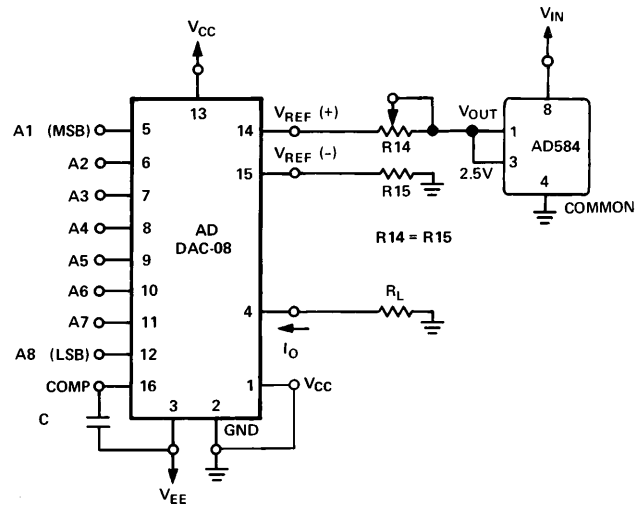 VCC
VIN
13
8
A1 (MSB) 5
14 VREF (+)
R14
VOUT
1
AD584
A2 6
15 VREF (-)
R15
2.5V
3
4
COMMON
A3 7
A4 8
AD
DAC-08
R14 = R15
A5 9
A6 10
A7 11
4
RL
IO
A8 (LSB) 12
COMP 16
1 VCC
C
3
2
GND
VEE